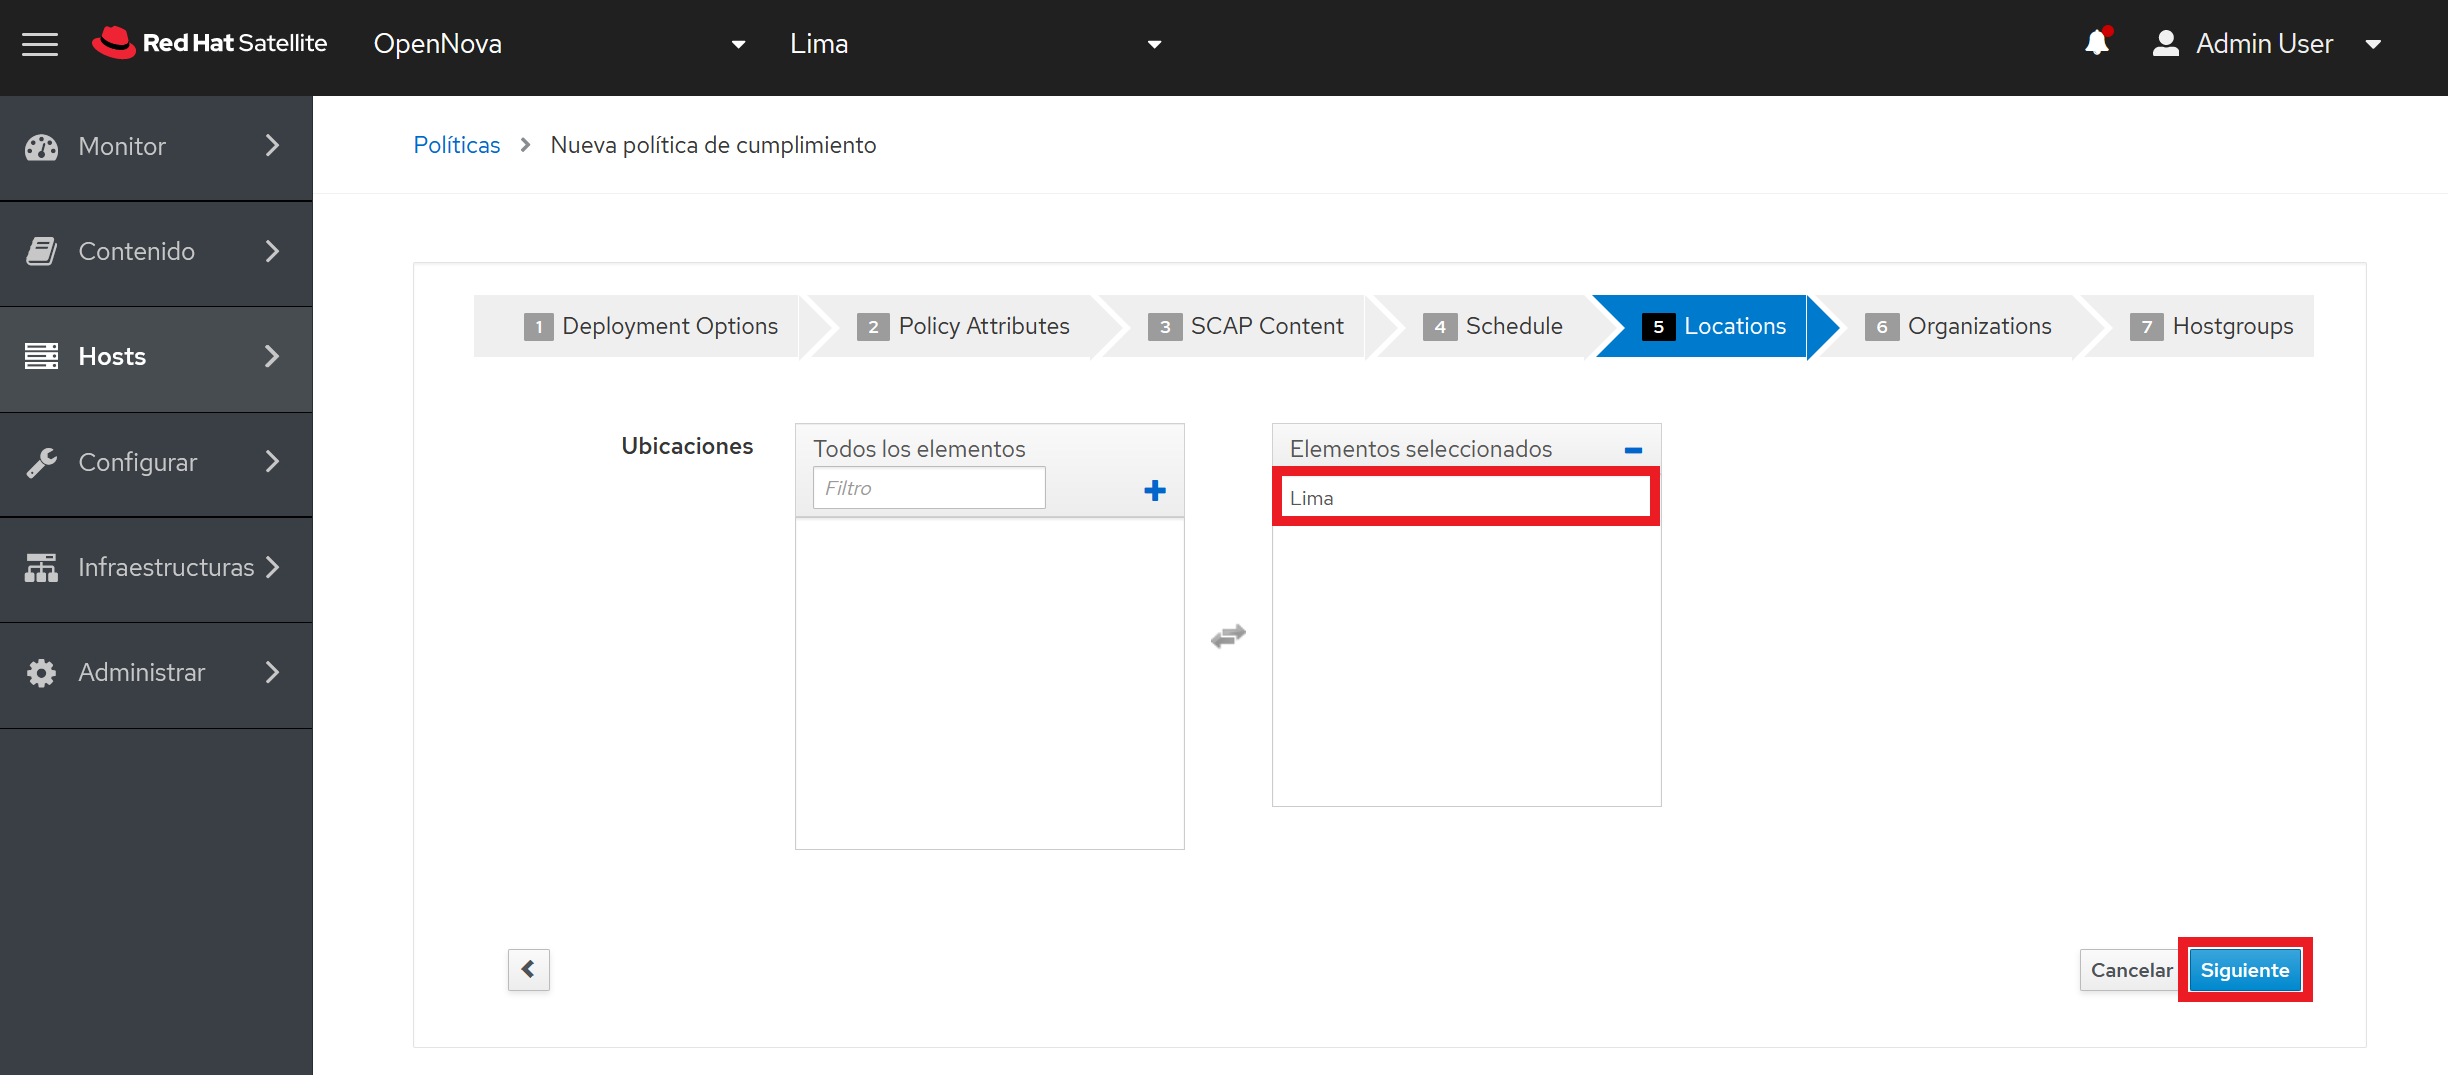 Red Hat Satellite
OpenNova
Lima
Admin User
Monitor
Contenido
Hosts
Configurar
Infraestructuras
Administrar
Políticas > Nueva política de cumplimiento
1 Deployment Options
2 Policy Attributes
3 SCAP Content
4 Schedule
5 Locations
6 Organizations
7 Hostgroups
Ubicaciones
Todos los elementos
Filtro
Elementos seleccionados
Lima
Cancelar
Siguiente